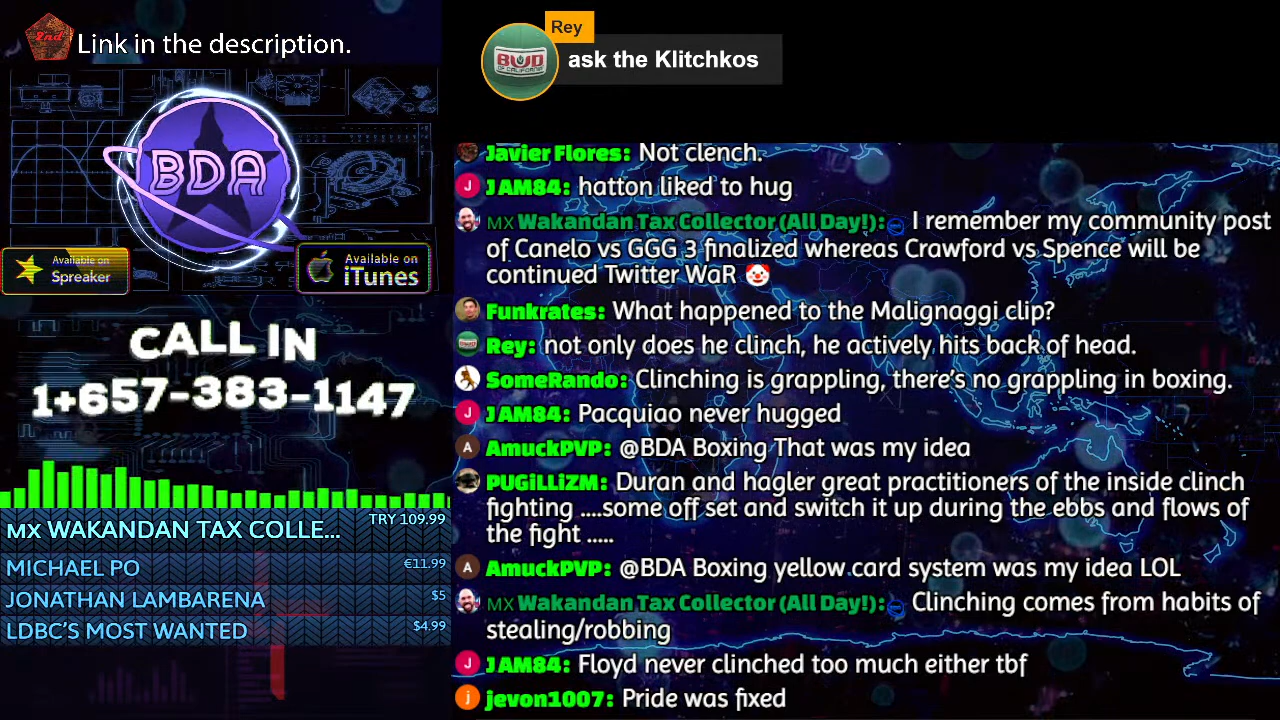 2nd
Link in the description.
BDA
Available on
Spreaker
Available on
iTunes
CALL IN
1+657-383-1147
MX WAKANDAN TAX COLLE... TRY 109.99
MICHAEL PO €11.99
JONATHAN LAMBARENA $5
LDBC'S MOST WANTED $4.99
Rey
BUD
OF CALIFORNIA
ask the Klitchkos
Javier Flores: Not clench.
J AM84: hatton liked to hug
MX Wakandan Tax Collector (All Day!): I remember my community post
of Canelo vs GGG 3 finalized whereas Crawford vs Spence will be
continued Twitter WaR 🤡
Funkrates: What happened to the Malignaggi clip?
Rey: not only does he clinch, he actively hits back of head.
SomeRando: Clinching is grappling, there's no grappling in boxing.
J AM84: Pacquiao never hugged
AmuckPVP: @BDA Boxing That was my idea
PUGiLLiZM: Duran and hagler great practitioners of the inside clinch
fighting ....some off set and switch it up during the ebbs and flows of
the fight .....
AmuckPVP: @BDA Boxing yellow card system was my idea LOL
MX Wakandan Tax Collector (All Day!): Clinching comes from habits of
stealing/robbing
J AM84: Floyd never clinched too much either tbf
jevon1007: Pride was fixed